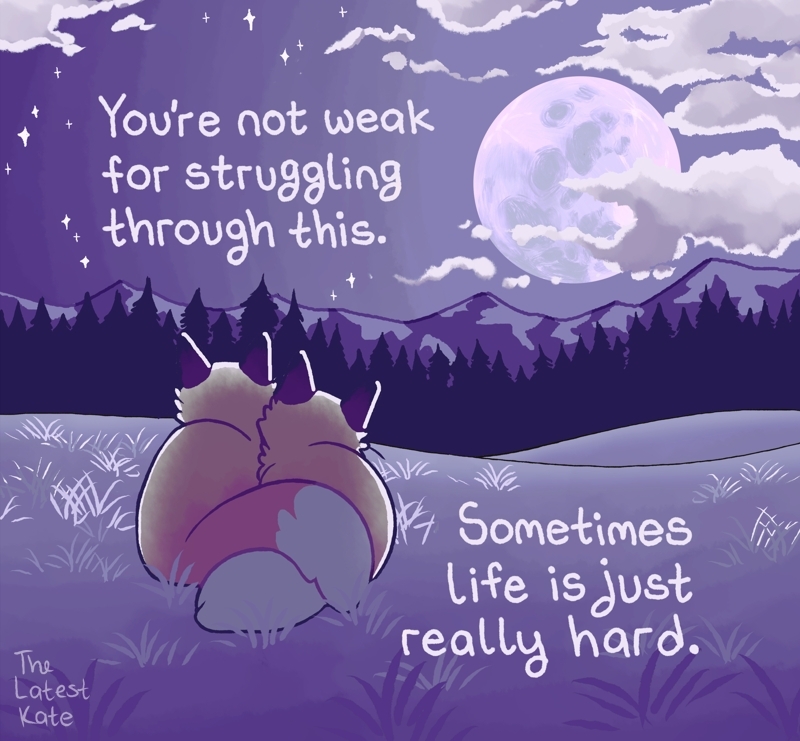 You're not weak
for struggling
through this.
Sometimes
life is just
really hard.
The
Latest
Kate